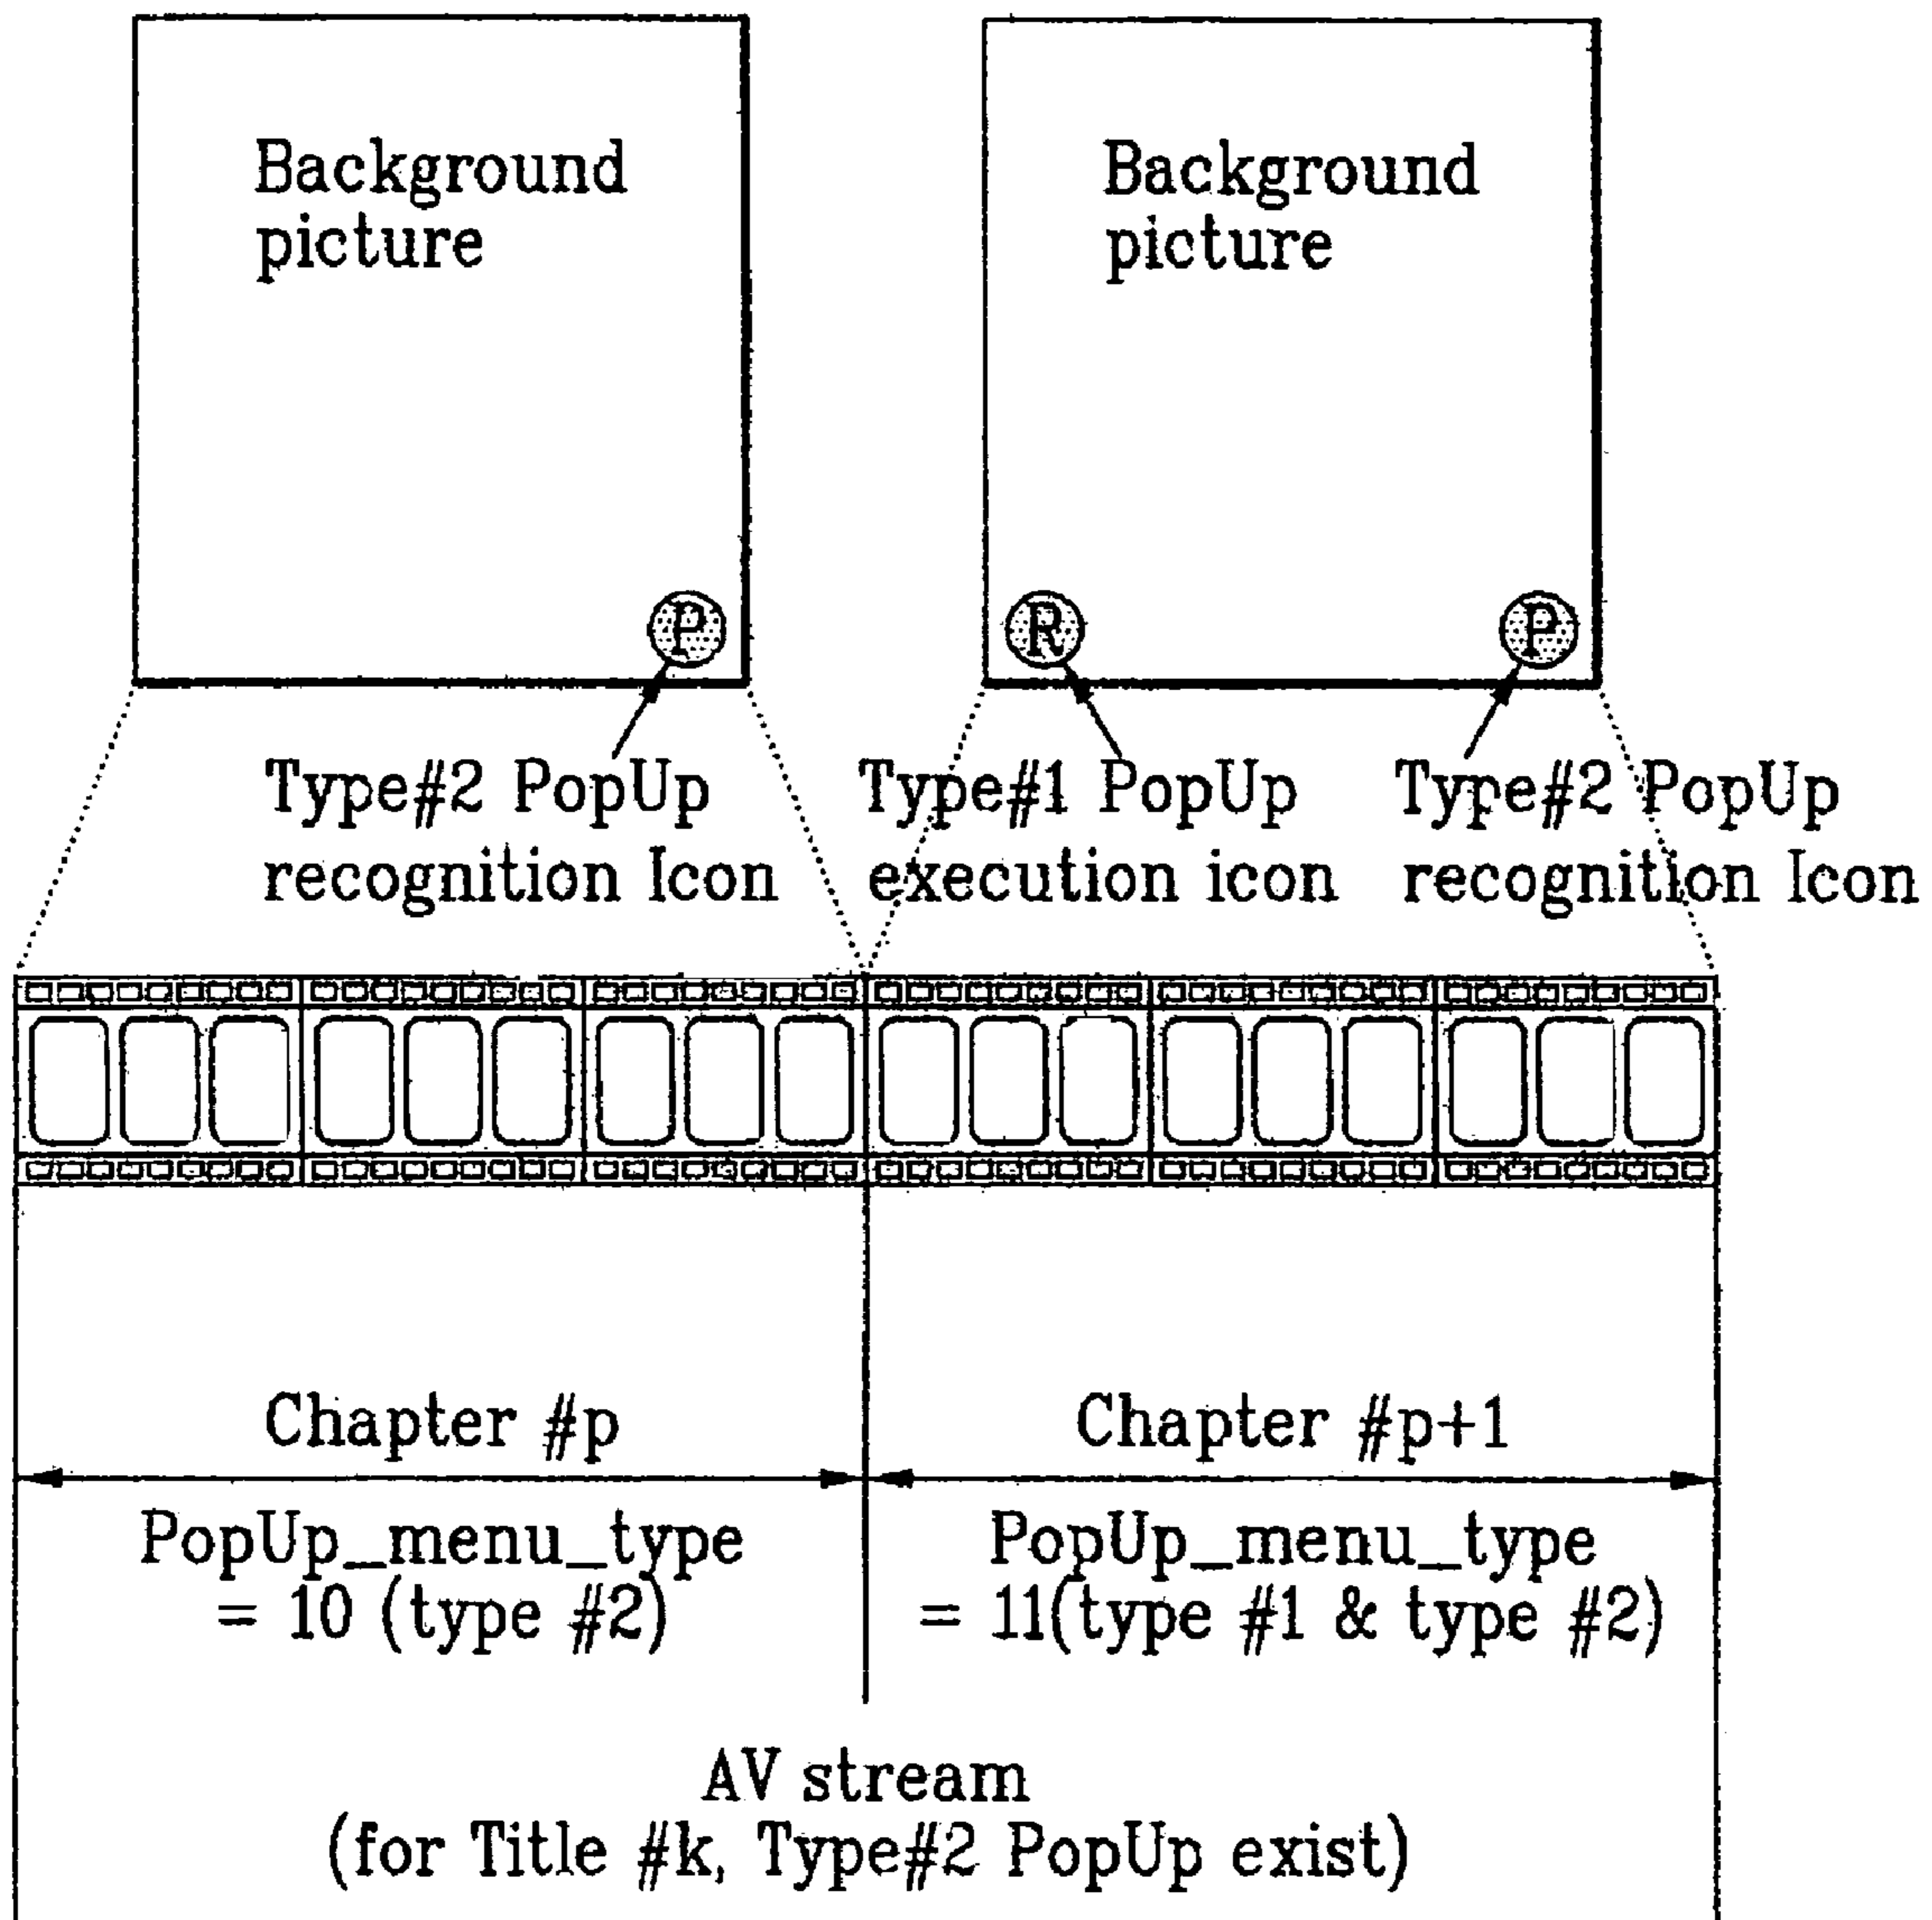 Background
picture
Background
picture
P
R
P
Type#2 PopUp
recognition Icon
Type#1 PopUp
execution icon
Type#2 PopUp
recognition Icon
Chapter #p
Chapter #p+1
PopUp_menu_type
= 10 (type #2)
PopUp_menu_type
= 11(type #1 & type #2)
AV stream
(for Title #k, Type#2 PopUp exist)